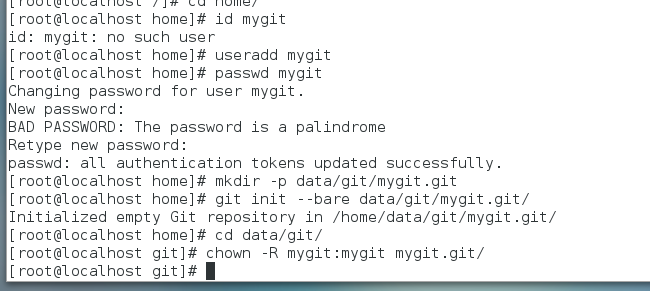 [root@localhost /]# cd home/
[root@localhost home]# id mygit
id: mygit: no such user
[root@localhost home]# useradd mygit
[root@localhost home]# passwd mygit
Changing password for user mygit.
New password:
BAD PASSWORD: The password is a palindrome
Retype new password:
passwd: all authentication tokens updated successfully.
[root@localhost home]# mkdir -p data/git/mygit.git
[root@localhost home]# git init --bare data/git/mygit.git/
Initialized empty Git repository in /home/data/git/mygit.git/
[root@localhost home]# cd data/git/
[root@localhost git]# chown -R mygit:mygit mygit.git/
[root@localhost git]#